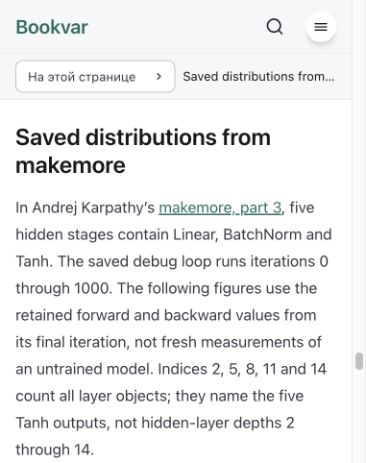 Bookvar
На этой странице
Saved distributions from...
Saved distributions from
makemore
In Andrej Karpathy's makemore, part 3, five
hidden stages contain Linear, BatchNorm and
Tanh. The saved debug loop runs iterations 0
through 1000. The following figures use the
retained forward and backward values from
its final iteration, not fresh measurements of
an untrained model. Indices 2, 5, 8, 11 and 14
count all layer objects; they name the five
Tanh outputs, not hidden-layer depths 2
through 14.